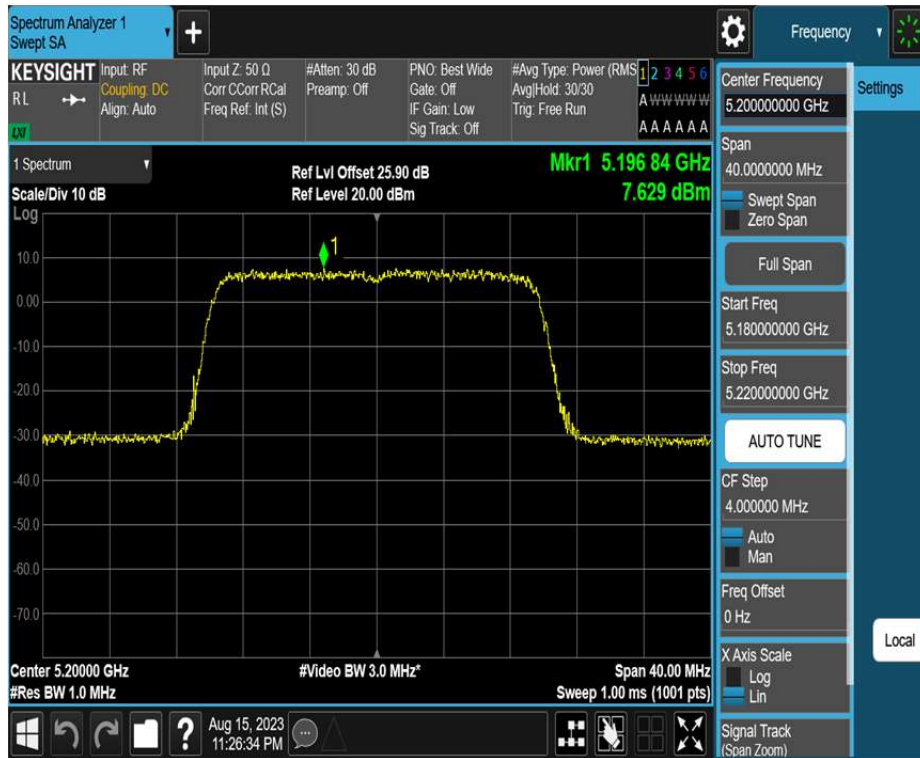 Spectrum Analyzer 1
Swept SA
Frequency
KEYSIGHT
R L
LXI
Input: RF
Coupling: DC
Align: Auto
Input Z: 50 Ω
Corr CCorr RCal
Freq Ref: Int (S)
#Atten: 30 dB
Preamp: Off
PNO: Best Wide
Gate: Off
IF Gain: Low
Sig Track: Off
#Avg Type: Power (RMS
Avg|Hold: 30/30
Trig: Free Run
1 2 3 4 5 6
A W W W W W
A A A A A A
1 Spectrum
Scale/Div 10 dB
Ref Lvl Offset 25.90 dB
Ref Level 20.00 dBm
Mkr1 5.196 84 GHz
7.629 dBm
Log
1
10.0
0.00
-10.0
-20.0
-30.0
-40.0
-50.0
-60.0
-70.0
Center 5.20000 GHz
#Res BW 1.0 MHz
#Video BW 3.0 MHz*
Span 40.00 MHz
Sweep 1.00 ms (1001 pts)
Aug 15, 2023
11:26:34 PM
Center Frequency
5.200000000 GHz
Span
40.0000000 MHz
Swept Span
Zero Span
Full Span
Start Freq
5.180000000 GHz
Stop Freq
5.220000000 GHz
AUTO TUNE
CF Step
4.000000 MHz
Auto
Man
Freq Offset
0 Hz
X Axis Scale
Log
Lin
Signal Track
(Span Zoom)
Settings
Local